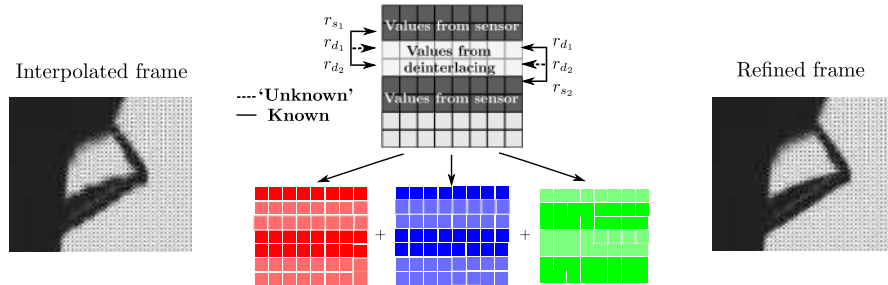 Interpolated frame
r_{s_1}
r_{d_1}
r_{d_2}
Values from sensor
Values from
deinterlacing
Values from sensor
r_{d_1}
r_{d_2}
r_{s_2}
'Unknown'
Known
Refined frame
+
+